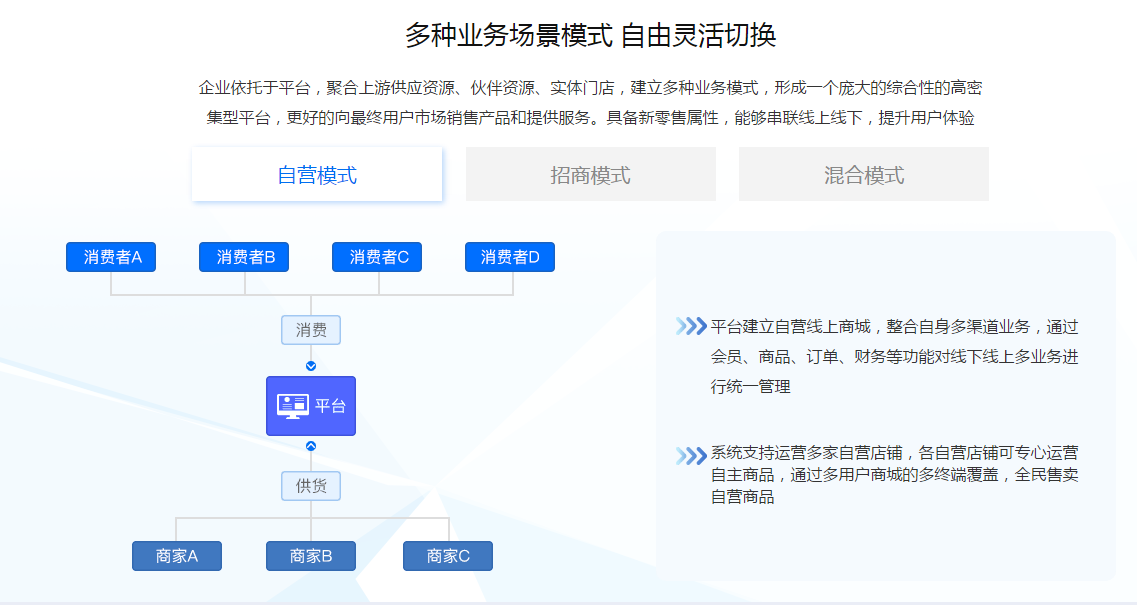 多种业务场景模式 自由灵活切换
企业依托于平台，聚合上游供应资源、伙伴资源、实体门店，建立多种业务模式，形成一个庞大的综合性的高密
集型平台，更好的向最终用户市场销售产品和提供服务。具备新零售属性，能够串联线上线下，提升用户体验
自营模式
招商模式
混合模式
消费者A
消费者B
消费者C
消费者D
消费
平台
供货
商家A
商家B
商家C
平台建立自营线上商城，整合自身多渠道业务，通过
会员、商品、订单、财务等功能对线下线上多业务进
行统一管理
系统支持运营多家自营店铺，各自营店铺可专心运营
自主商品，通过多用户商城的多终端覆盖，全民售卖
自营商品